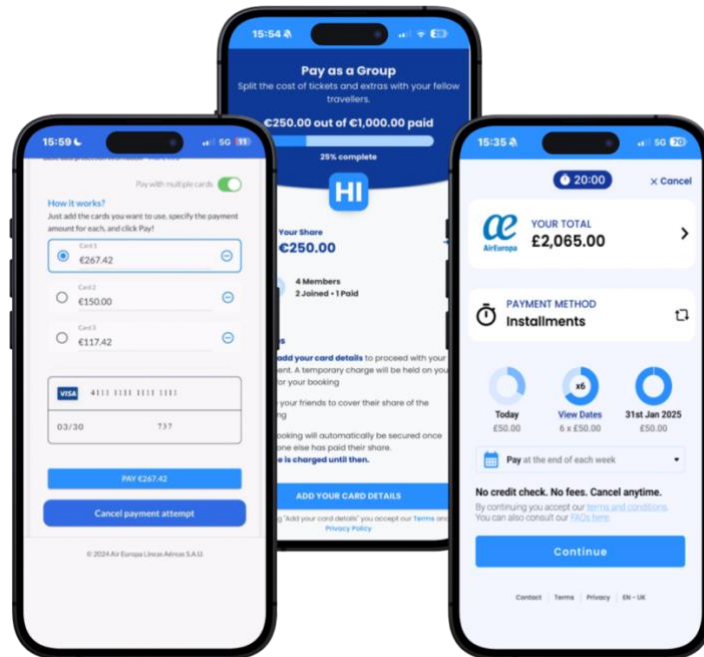 15:59
5G 11
Pay with multiple cards
How it works?
Just add the cards you want to use, specify the payment
amount for each, and click Pay!
Card 1
€267.42
Card 2
€150.00
Card 3
€117.42
VISA 4111 1111 1111 1111
03/30 737
PAY €267.42
Cancel payment attempt
© 2024 Air Europa Líneas Aéreas S.A.U.
15:54
Pay as a Group
Split the cost of tickets and extras with your fellow
travellers.
€250.00 out of €1,000.00 paid
25% complete
HI
Your Share
€250.00
4 Members
2 Joined • 1 Paid
add your card details to proceed with your
A temporary charge will be held on
for your booking
your friends to cover their share of the
will automatically be secured once
else has paid their share.
is charged until then.
ADD YOUR CARD DETAILS
"Add your card details" you accept our Terms and
Privacy Policy
15:35
5G 70
20:00
× Cancel
AirEuropa
YOUR TOTAL
£2,065.00
PAYMENT METHOD
Installments
x6
Today View Dates 31st Jan 2025
£50.00 6 x £50.00 £50.00
Pay at the end of each week
No credit check. No fees. Cancel anytime.
By continuing you accept our terms and conditions.
You can also consult our FAQs here
Continue
Contact Terms Privacy EN - UK